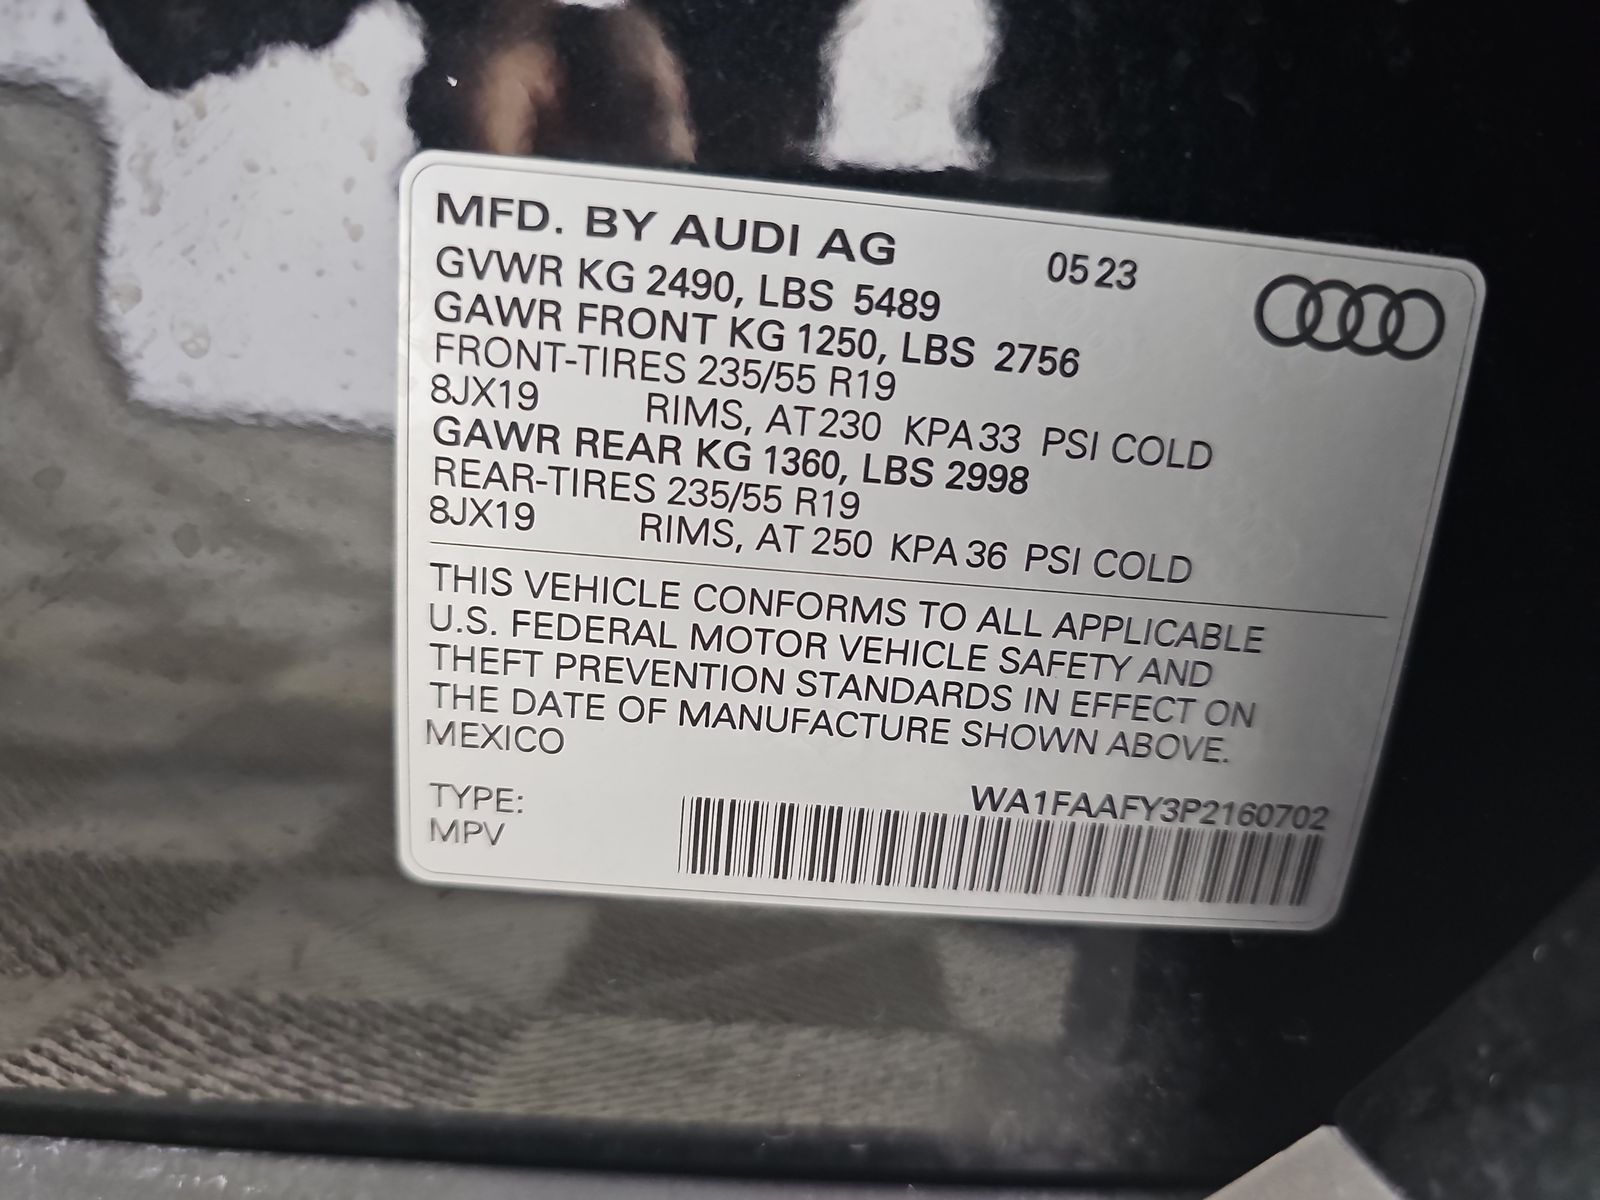 MFD. BY AUDI AG 0523
GVWR KG 2490, LBS 5489
GAWR FRONT KG 1250, LBS 2756
FRONT-TIRES 235/55 R19
8JX19 RIMS, AT 230 KPA 33 PSI COLD
GAWR REAR KG 1360, LBS 2998
REAR-TIRES 235/55 R19
8JX19 RIMS, AT 250 KPA 36 PSI COLD
THIS VEHICLE CONFORMS TO ALL APPLICABLE
U.S. FEDERAL MOTOR VEHICLE SAFETY AND
THEFT PREVENTION STANDARDS IN EFFECT ON
THE DATE OF MANUFACTURE SHOWN ABOVE.
MEXICO
TYPE: WA1FAAFY3P2160702
MPV